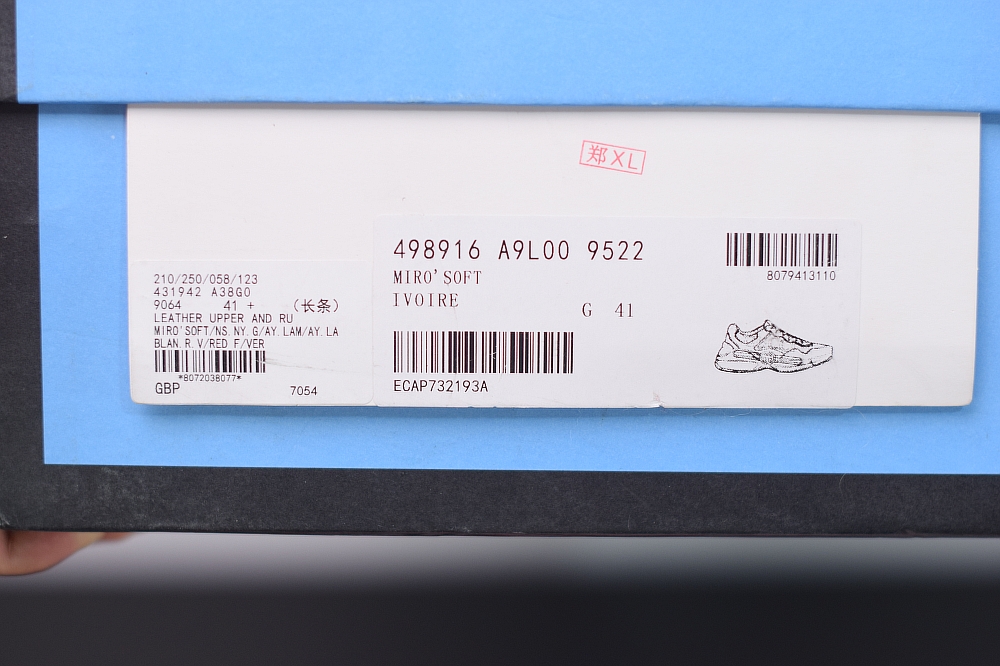 郑XL
498916 A9L00 9522
MIRO'SOFT
IVOIRE
G 41
ECAP732193A
8079413110
210/250/058/123
431942 A38G0
9064 41 + （长条）
LEATHER UPPER AND RU
MIRO'SOFT/NS.NY.G/AY.LAM/AY.LA
BLAN.R.V/RED F/VER
*8072038077*
GBP 7054